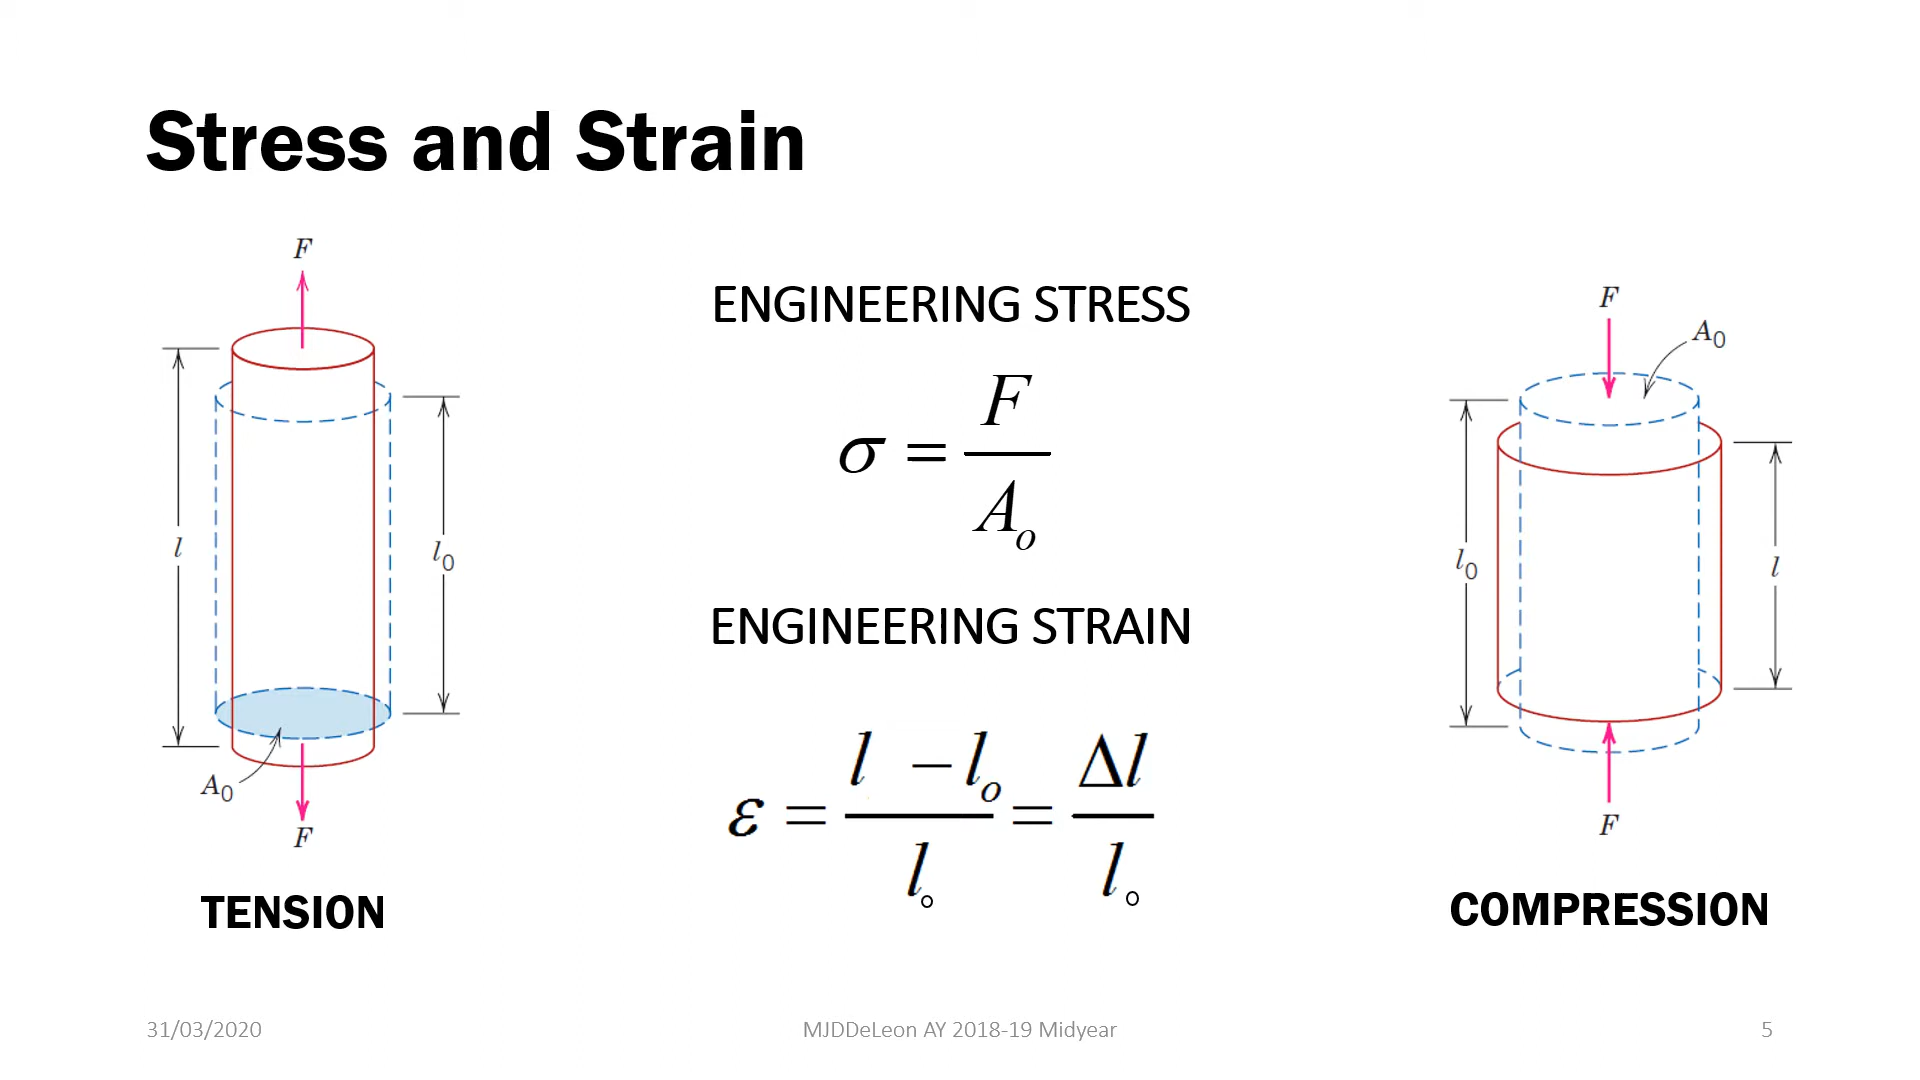 Stress and Strain
F
l
l₀
A₀
F
TENSION
ENGINEERING STRESS
σ = F / Aₒ
ENGINEERING STRAIN
ε = (l − lₒ) / lₒ = Δl / lₒ
F
A₀
l₀
l
F
COMPRESSION
31/03/2020
MJDDeLeon AY 2018-19 Midyear
5